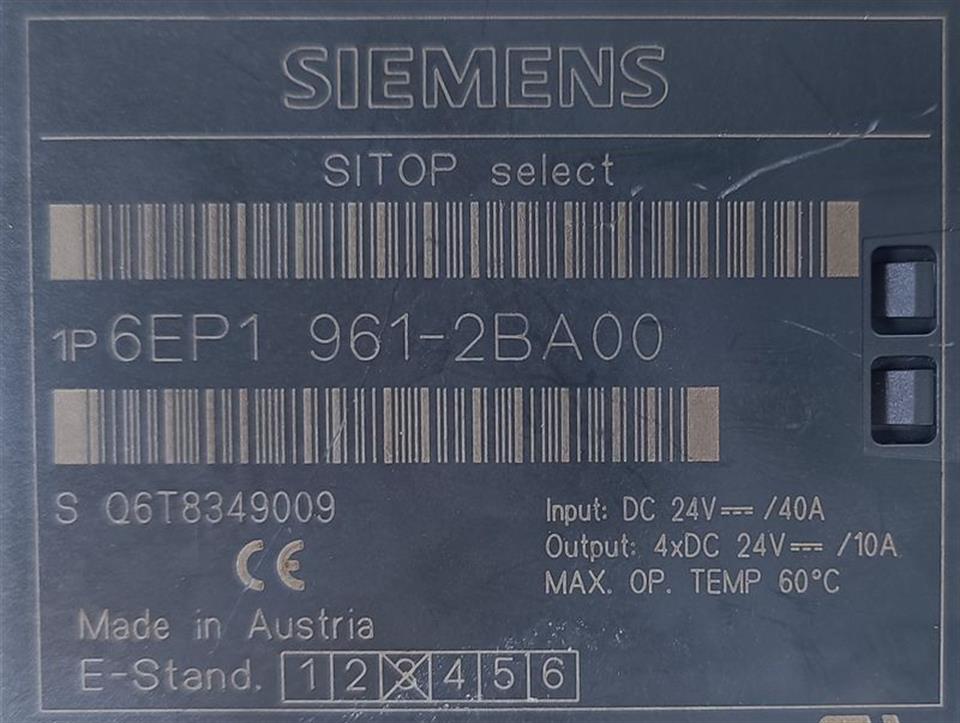 SIEMENS
SITOP select
1P 6EP1 961-2BA00
S Q6T8349009
Input: DC 24V⎓ /40A
Output: 4xDC 24V⎓ /10A
MAX. OP. TEMP 60°C
CE
Made in Austria
E-Stand. 1 2 3 4 5 6